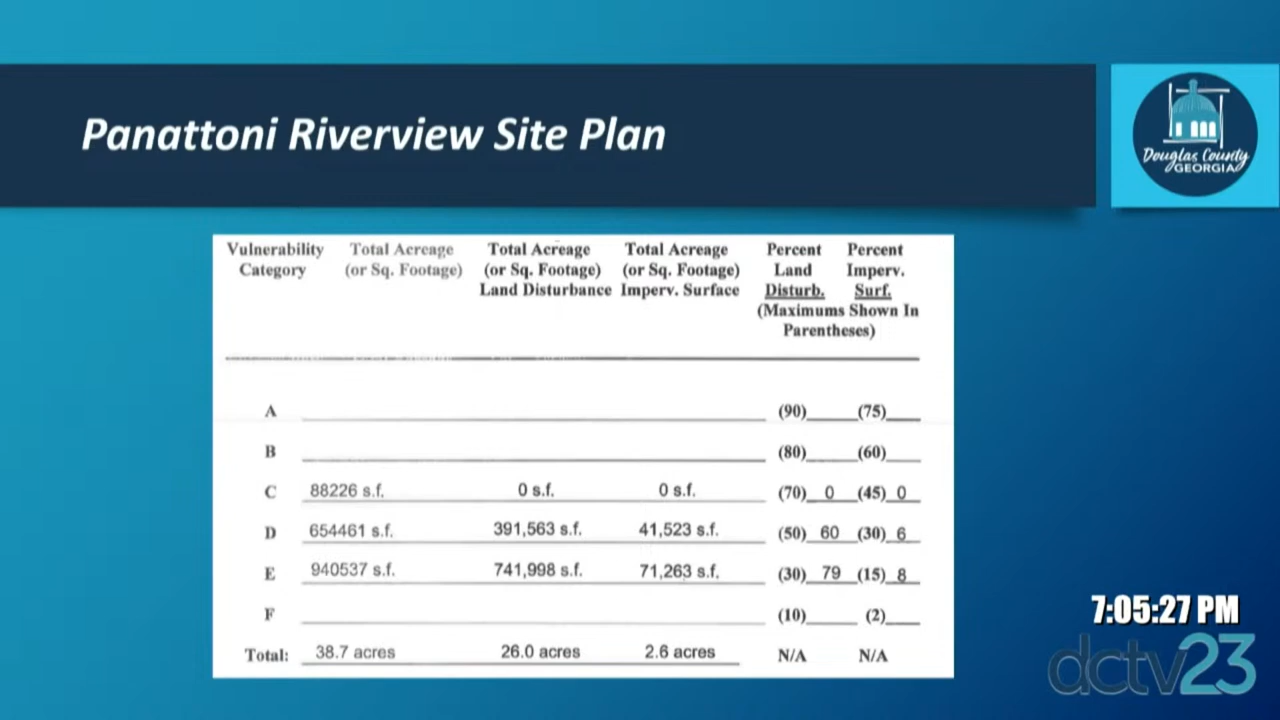 Panattoni Riverview Site Plan
Douglas County
GEORGIA
Vulnerability Total Acreage Total Acreage Total Acreage Percent Percent
Category (or Sq. Footage) (or Sq. Footage) (or Sq. Footage) Land Imperv.
Land Disturbance Imperv. Surface Disturb. Surf.
(Maximums Shown In
Parentheses)
A (90) (75)
B (80) (60)
C 88226 s.f. 0 s.f. 0 s.f. (70) 0 (45) 0
D 654461 s.f. 391,563 s.f. 41,523 s.f. (50) 60 (30) 6
E 940537 s.f. 741,998 s.f. 71,263 s.f. (30) 79 (15) 8
F (10) (2)
Total: 38.7 acres 26.0 acres 2.6 acres N/A N/A
7:05:27 PM
dctv23